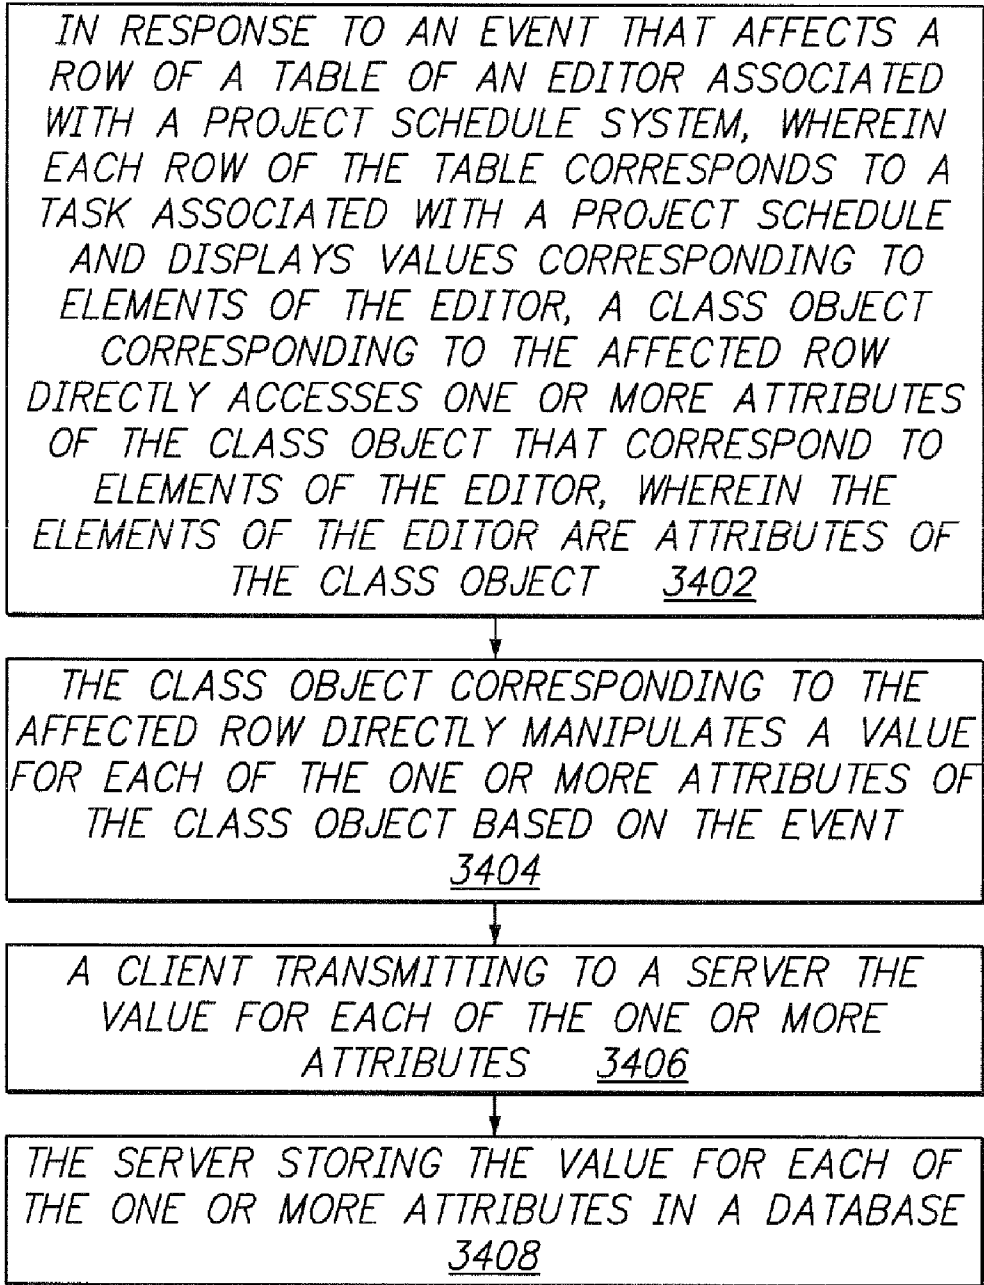 IN RESPONSE TO AN EVENT THAT AFFECTS A
ROW OF A TABLE OF AN EDITOR ASSOCIATED
WITH A PROJECT SCHEDULE SYSTEM, WHEREIN
EACH ROW OF THE TABLE CORRESPONDS TO A
TASK ASSOCIATED WITH A PROJECT SCHEDULE
AND DISPLAYS VALUES CORRESPONDING TO
ELEMENTS OF THE EDITOR, A CLASS OBJECT
CORRESPONDING TO THE AFFECTED ROW
DIRECTLY ACCESSES ONE OR MORE ATTRIBUTES
OF THE CLASS OBJECT THAT CORRESPOND TO
ELEMENTS OF THE EDITOR, WHEREIN THE
ELEMENTS OF THE EDITOR ARE ATTRIBUTES OF
THE CLASS OBJECT 3402
THE CLASS OBJECT CORRESPONDING TO THE
AFFECTED ROW DIRECTLY MANIPULATES A VALUE
FOR EACH OF THE ONE OR MORE ATTRIBUTES OF
THE CLASS OBJECT BASED ON THE EVENT
3404
A CLIENT TRANSMITTING TO A SERVER THE
VALUE FOR EACH OF THE ONE OR MORE
ATTRIBUTES 3406
THE SERVER STORING THE VALUE FOR EACH OF
THE ONE OR MORE ATTRIBUTES IN A DATABASE
3408